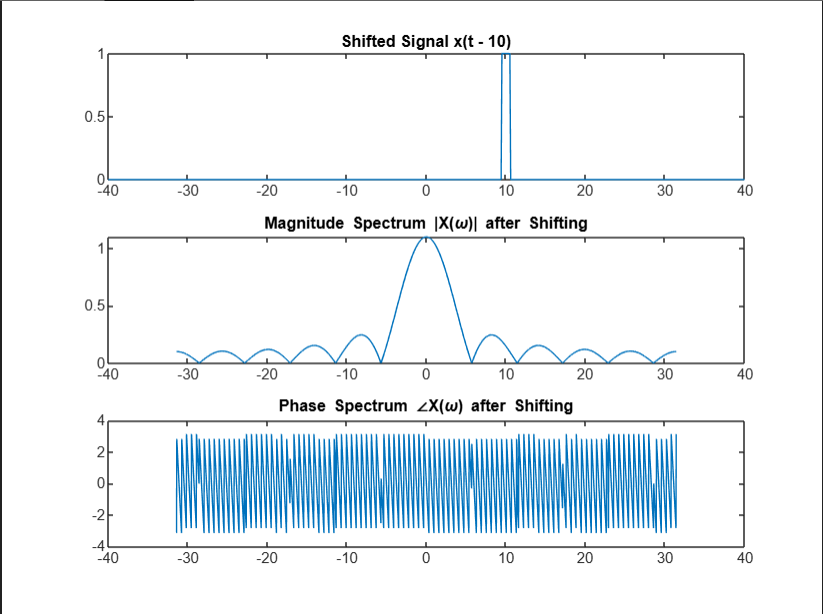 Shifted Signal x(t - 10)
1
0.5
0
-40 -30 -20 -10 0 10 20 30 40
Magnitude Spectrum |X(ω)| after Shifting
1
0.5
0
-40 -30 -20 -10 0 10 20 30 40
Phase Spectrum ∠X(ω) after Shifting
4
2
0
-2
-4
-40 -30 -20 -10 0 10 20 30 40